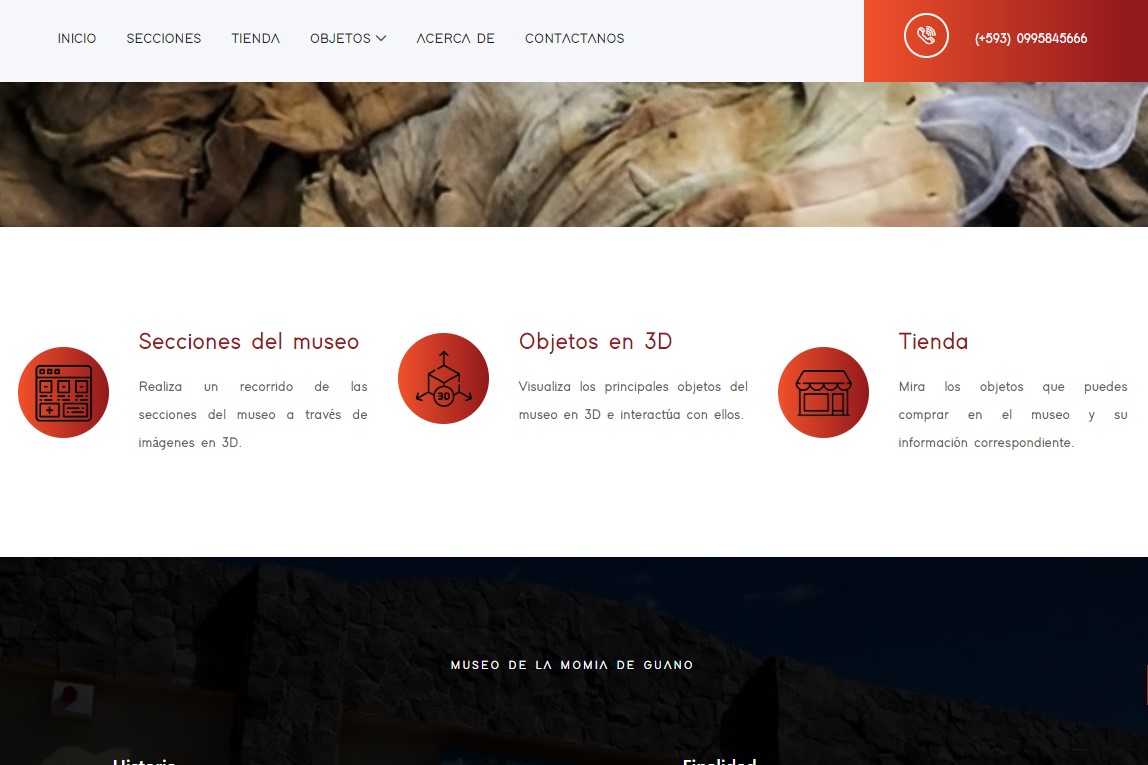 INICIO SECCIONES TIENDA OBJETOS ACERCA DE CONTACTANOS (+593) 0995845666
Secciones del museo
Realiza un recorrido de las
secciones del museo a través de
imágenes en 3D.
3D
Objetos en 3D
Visualiza los principales objetos del
museo en 3D e interactúa con ellos.
Tienda
Mira los objetos que puedes
comprar en el museo y su
información correspondiente.
MUSEO DE LA MOMIA DE GUANO
Historia Finalidad